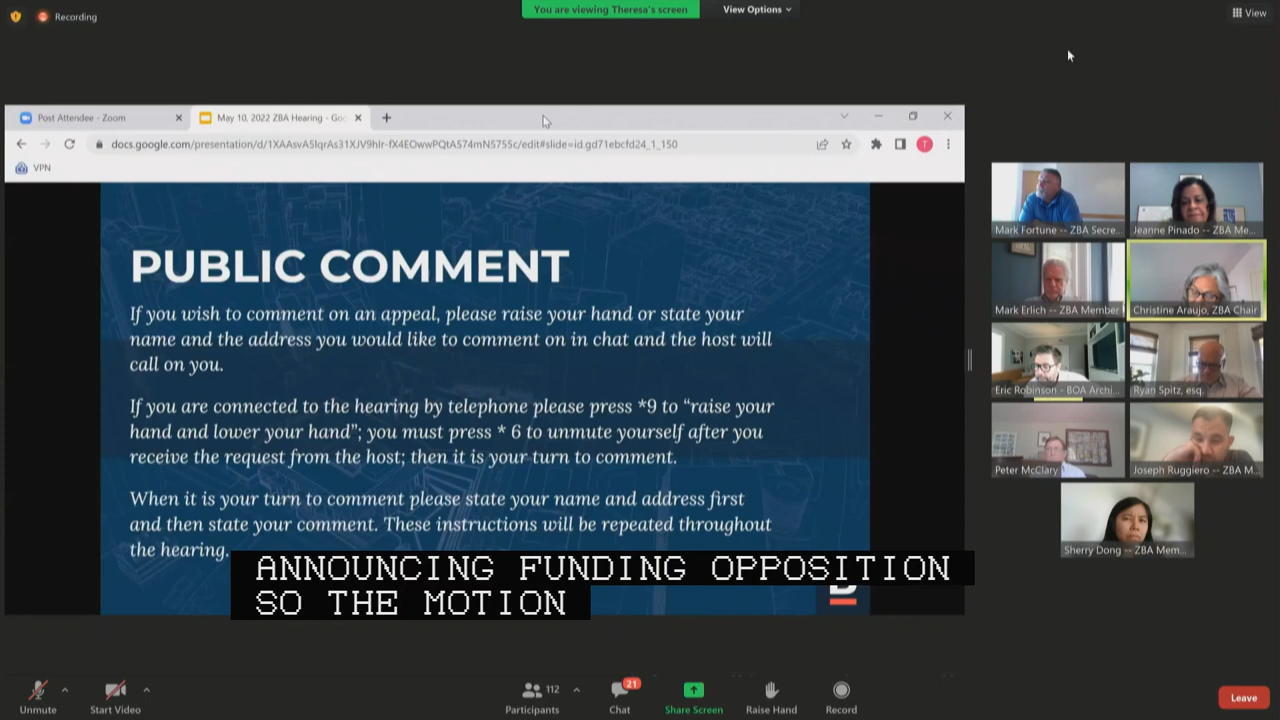 Recording
You are viewing Theresa's screen
View Options
View
Post Attendee - Zoom
May 10, 2022 ZBA Hearing - Goo
docs.google.com/presentation/d/1XAAsvA5lqrAs31XJV9hIr-fX4EOwwPQtA574mN5755c/edit#slide=id.gd71ebcfd24_1_150
T
VPN
PUBLIC COMMENT
If you wish to comment on an appeal, please raise your hand or state your
name and the address you would like to comment on in chat and the host will
call on you.
If you are connected to the hearing by telephone please press *9 to “raise your
hand and lower your hand”; you must press * 6 to unmute yourself after you
receive the request from the host; then it is your turn to comment.
When it is your turn to comment please state your name and address first
and then state your comment. These instructions will be repeated throughout
the hearing.
ANNOUNCING FUNDING OPPOSITION
SO THE MOTION
Mark Fortune -- ZBA Secre...
Jeanne Pinado -- ZBA Me...
Mark Erlich -- ZBA Member
Christine Araujo, ZBA Chair
Eric Robinson - BOA Archi...
Ryan Spitz, esq.
Peter McClary
Joseph Ruggiero -- ZBA M...
Sherry Dong -- ZBA Mem...
Unmute
Start Video
112
Participants
21
Chat
Share Screen
Raise Hand
Record
Leave